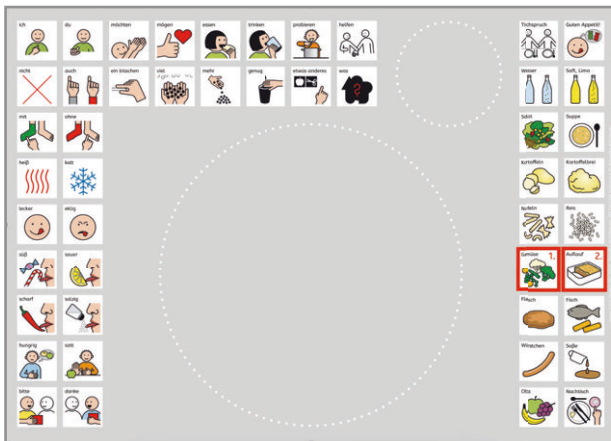 ich
du
möchten
mögen
essen
trinken
probieren
helfen
Tischspruch
Guten Appetit!
nicht
auch
ein bisschen
viel
mehr
genug
etwas anderes
was
Wasser
Saft, Limo
mit
ohne
Salat
Suppe
heiß
kalt
Kartoffeln
Kartoffelbrei
lecker
eklig
Nudeln
Reis
süß
sauer
Gemüse 1.
Auflauf 2.
scharf
salzig
Fleisch
Fisch
hungrig
satt
Würstchen
Soße
bitte
danke
Obst
Nachtisch